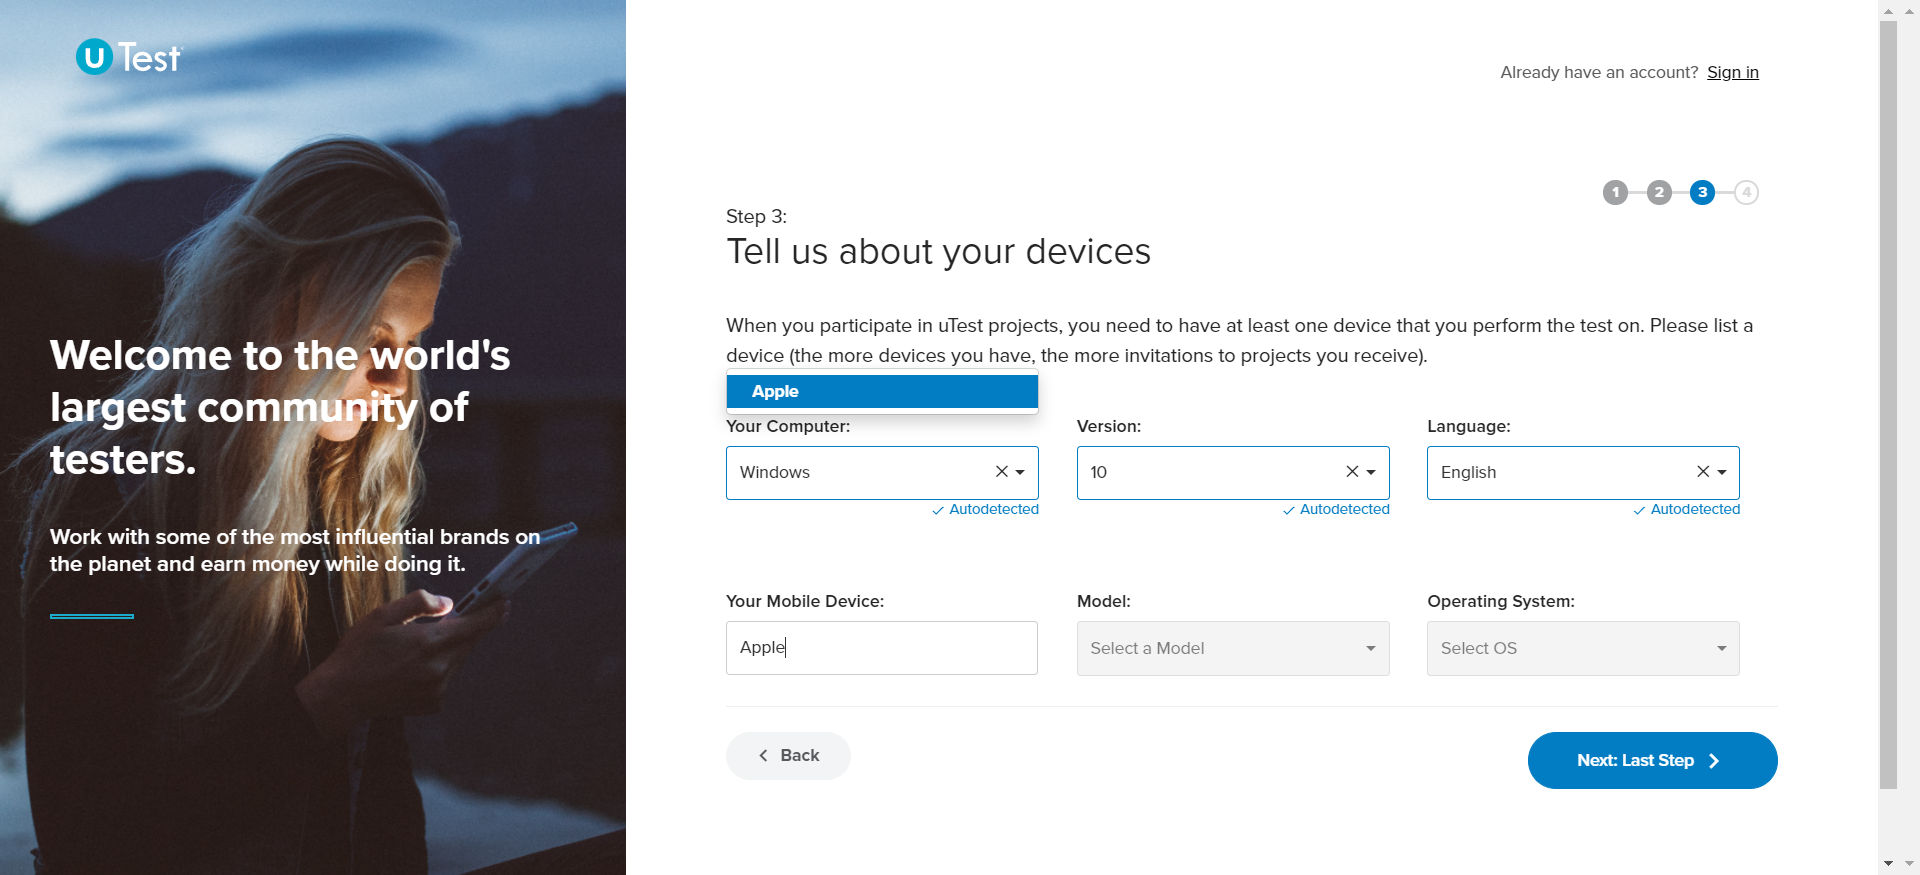 U Test
Already have an account? Sign in
1 2 3 4
Step 3:
Tell us about your devices
When you participate in uTest projects, you need to have at least one device that you perform the test on. Please list a
device (the more devices you have, the more invitations to projects you receive).
Apple
Your Computer: Version: Language:
Windows 10 English
Autodetected Autodetected Autodetected
Your Mobile Device: Model: Operating System:
Apple Select a Model Select OS
Back Next: Last Step
Welcome to the world's
largest community of
testers.
Work with some of the most influential brands on
the planet and earn money while doing it.